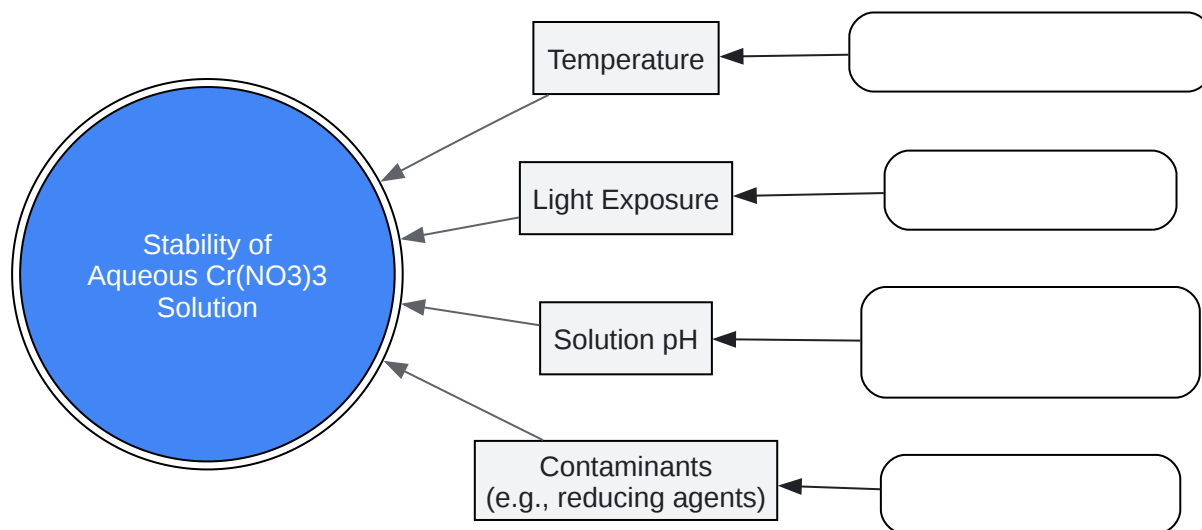 Temperature
Light Exposure
Stability of
Aqueous Cr(NO3)3
Solution
Solution pH
Contaminants
(e.g., reducing agents)